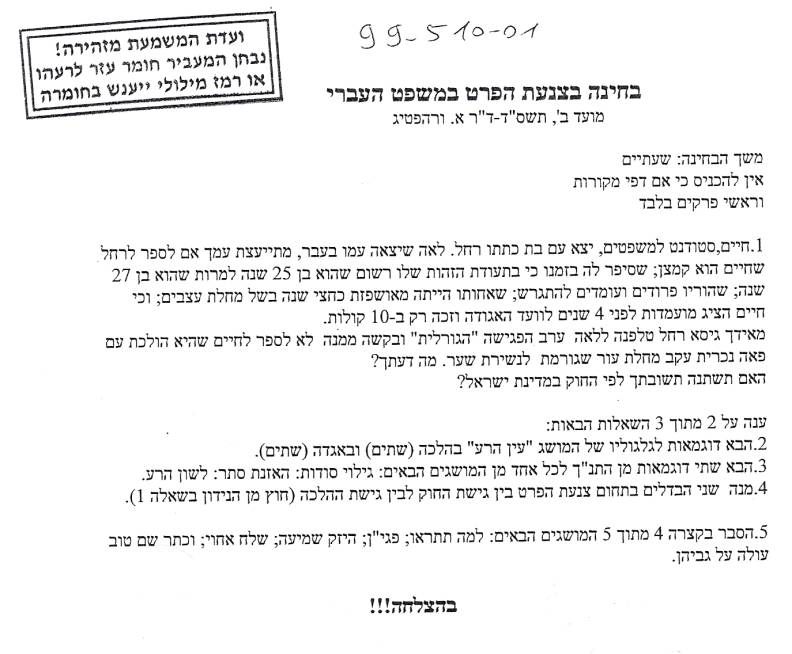 99-510-01
ועדת המשמעת מזהירה!
נבחן המעביר חומר עזר לרעהו
או רמז מילולי ייענש בחומרה
בחינה בצנעת הפרט במשפט העברי
מועד ב', תשס"ד-ד"ר א. ורהפטיג
משך הבחינה: שעתיים
אין להכניס כי אם דפי מקורות
וראשי פרקים בלבד
1.חיים,סטודנט למשפטים, יצא עם בת כתתו רחל. לאה שיצאה עמו בעבר, מתייעצת עמך אם לספר לרחל
שחיים הוא קמצן; שסיפר לה בזמנו כי בתעודת הזהות שלו רשום שהוא בן 25 שנה למרות שהוא בן 27
שנה; שהוריו פרודים ועומדים להתגרש; שאחותו הייתה מאושפזת כחצי שנה בשל מחלת עצבים; וכי
חיים הציג מועמדות לפני 4 שנים לוועד האגודה וזכה רק ב-10 קולות.
מאידך גיסא רחל טלפנה ללאה ערב הפגישה "הגורלית" ובקשה ממנה לא לספר לחיים שהיא הולכת עם
פאה נכרית עקב מחלת עור שגורמת לנשירת שער. מה דעתך?
האם תשתנה תשובתך לפי החוק במדינת ישראל?
ענה על 2 מתוך 3 השאלות הבאות:
2.הבא דוגמאות לגלגוליו של המושג "עין הרע" בהלכה (שתים) ובאגדה (שתים).
3.הבא שתי דוגמאות מן התנ"ך לכל אחד מן המושגים הבאים: גילוי סודות: האזנת סתר: לשון הרע.
4.מנה שני הבדלים בתחום צנעת הפרט בין גישת החוק לבין גישת ההלכה (חוץ מן הנידון בשאלה 1).
5.הסבר בקצרה 4 מתוך 5 המושגים הבאים: למה תתראו; פגי"ן; היזק שמיעה; שלח אחוי; וכתר שם טוב
עולה על גביהן.
בהצלחה!!!